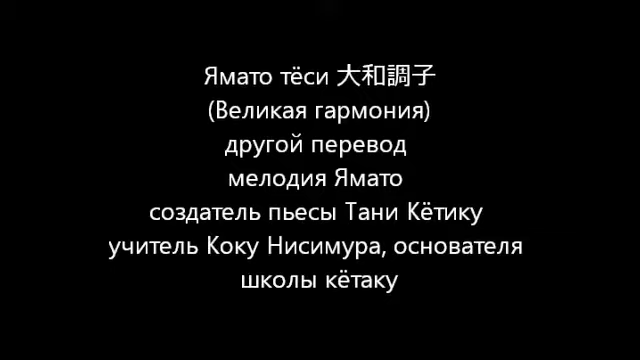 Ямато тёси 大和調子
(Великая гармония)
другой перевод
мелодия Ямато
создатель пьесы Тани Кётику
учитель Коку Нисимура, основателя
школы кётаку